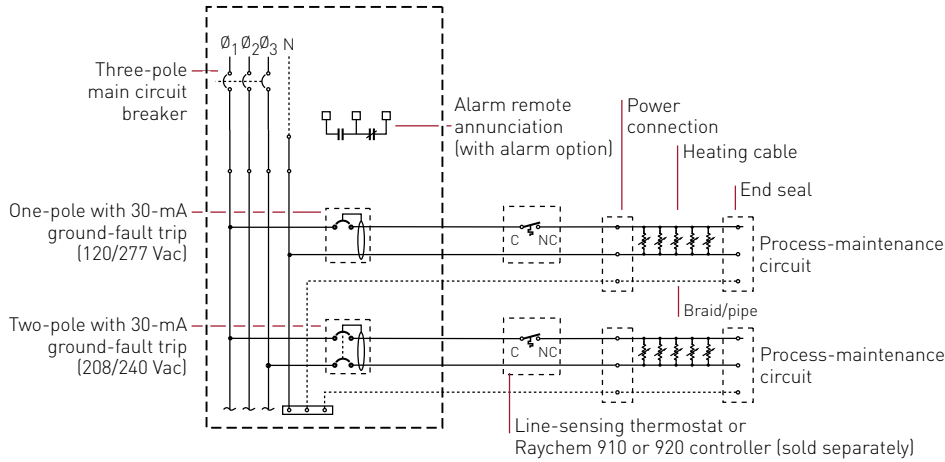 Ø1 Ø2 Ø3 N
Three-pole
main circuit
breaker
Alarm remote
annunciation
(with alarm option)
Power
connection
Heating cable
End seal
One-pole with 30-mA
ground-fault trip
(120/277 Vac)
C NC
Process-maintenance
circuit
Braid/pipe
Two-pole with 30-mA
ground-fault trip
(208/240 Vac)
C NC
Process-maintenance
circuit
Line-sensing thermostat or
Raychem 910 or 920 controller (sold separately)